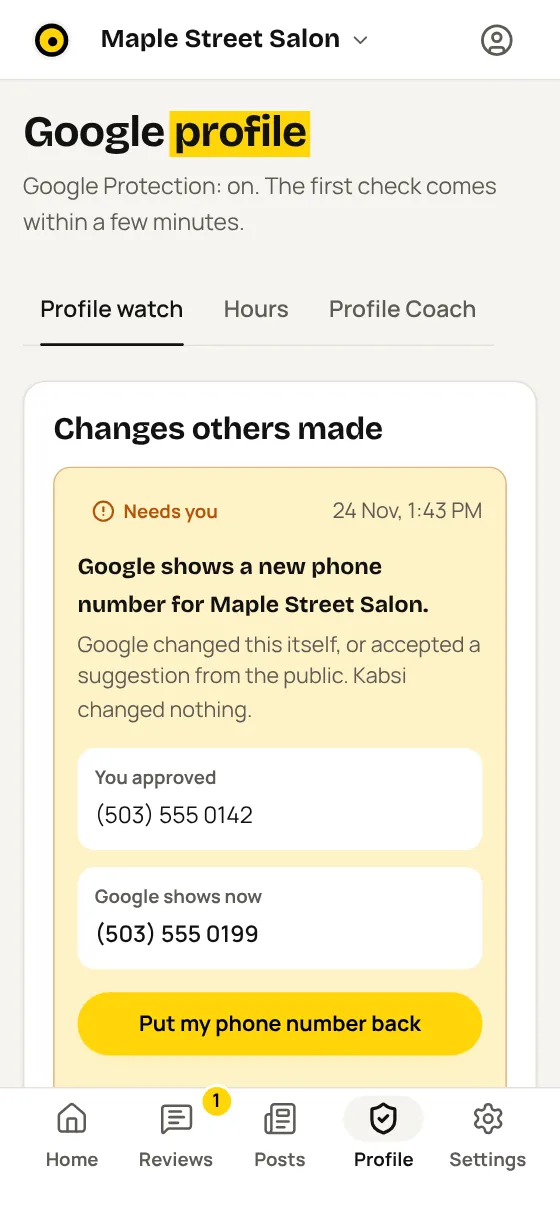 Maple Street Salon
Google profile
Google Protection: on. The first check comes
within a few minutes.
Profile watch
Hours
Profile Coach
Changes others made
Needs you
24 Nov, 1:43 PM
Google shows a new phone
number for Maple Street Salon.
Google changed this itself, or accepted a
suggestion from the public. Kabsi
changed nothing.
You approved
(503) 555 0142
Google shows now
(503) 555 0199
Put my phone number back
1
Home
Reviews
Posts
Profile
Settings